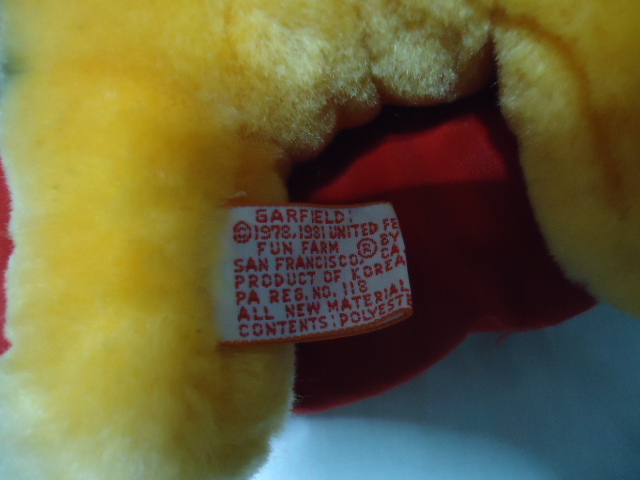 GARFIELD:
© 1978, 1981 UNITED FE
FUN FARM ® BY
SAN FRANCISCO, CA
PRODUCT OF KOREA
PA REG. NO. 118
ALL NEW MATERIAL
CONTENTS: POLYESTE